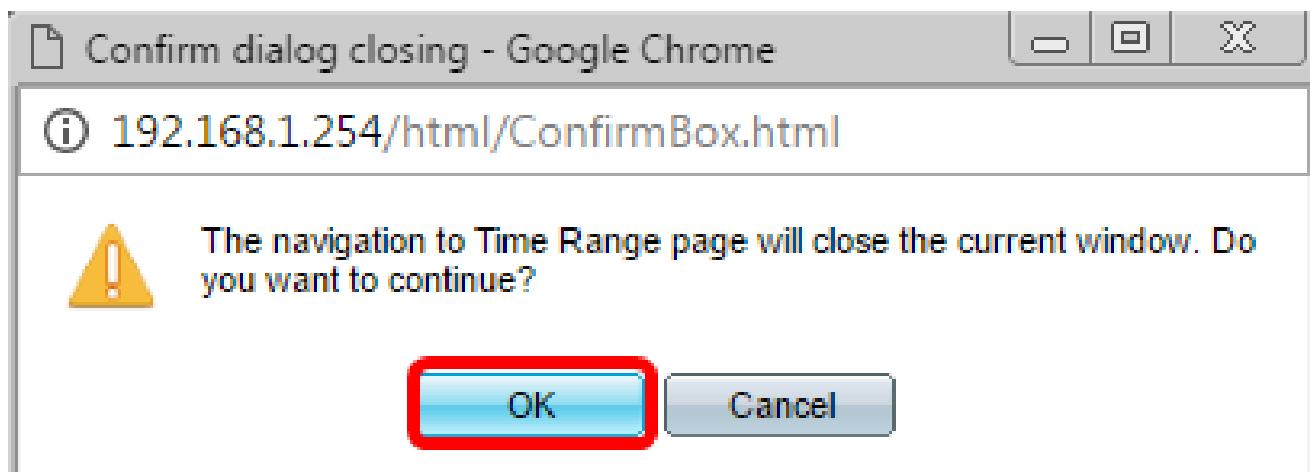 Confirm dialog closing - Google Chrome
192.168.1.254/html/ConfirmBox.html
The navigation to Time Range page will close the current window. Do
you want to continue?
OK Cancel